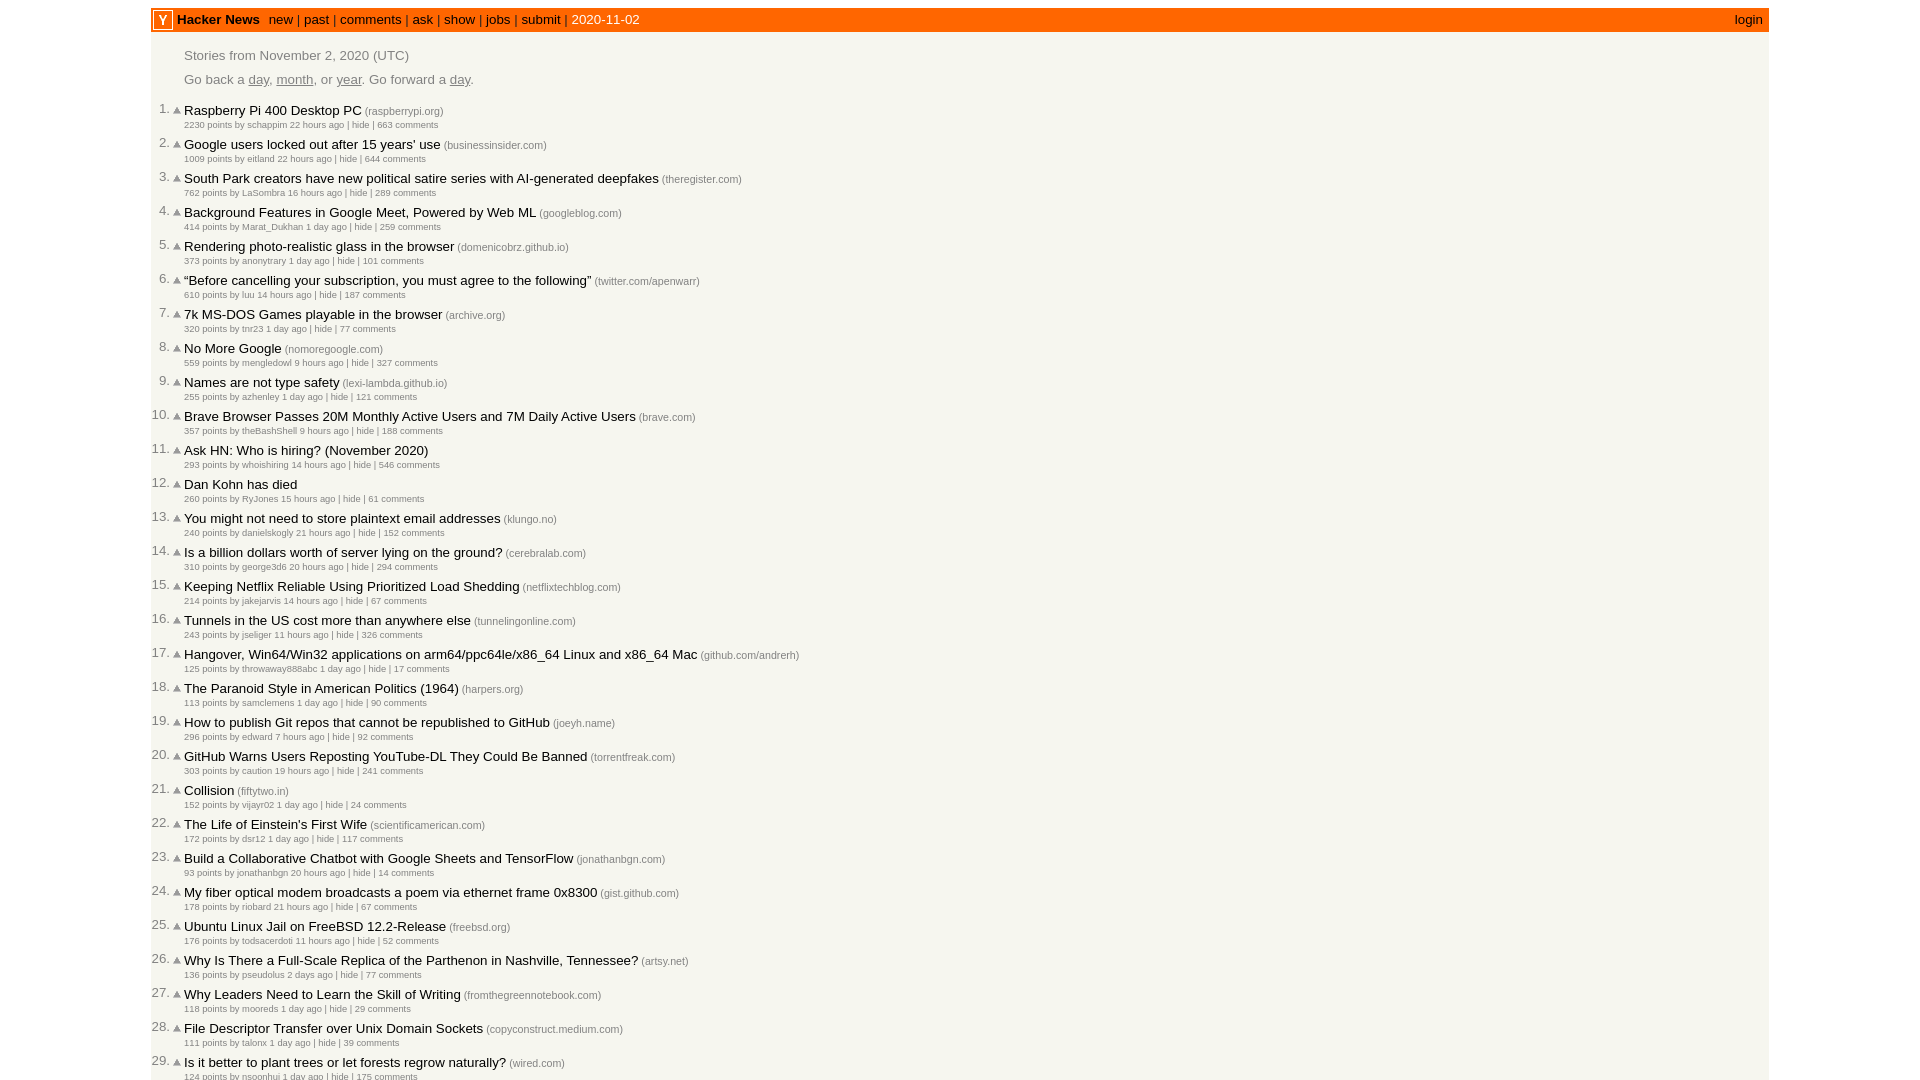 Y Hacker News new | past | comments | ask | show | jobs | submit | 2020-11-02 login
Stories from November 2, 2020 (UTC)
Go back a day, month, or year. Go forward a day.
1. Raspberry Pi 400 Desktop PC (raspberrypi.org)
2230 points by schappim 22 hours ago | hide | 663 comments
2. Google users locked out after 15 years' use (businessinsider.com)
1009 points by eitland 22 hours ago | hide | 644 comments
3. South Park creators have new political satire series with AI-generated deepfakes (theregister.com)
762 points by LaSombra 16 hours ago | hide | 289 comments
4. Background Features in Google Meet, Powered by Web ML (googleblog.com)
414 points by Marat_Dukhan 1 day ago | hide | 259 comments
5. Rendering photo-realistic glass in the browser (domenicobrz.github.io)
373 points by anonytrary 1 day ago | hide | 101 comments
6. “Before cancelling your subscription, you must agree to the following” (twitter.com/apenwarr)
610 points by luu 14 hours ago | hide | 187 comments
7. 7k MS-DOS Games playable in the browser (archive.org)
320 points by tnr23 1 day ago | hide | 77 comments
8. No More Google (nomoregoogle.com)
559 points by mengledowl 9 hours ago | hide | 327 comments
9. Names are not type safety (lexi-lambda.github.io)
255 points by azhenley 1 day ago | hide | 121 comments
10. Brave Browser Passes 20M Monthly Active Users and 7M Daily Active Users (brave.com)
357 points by theBashShell 9 hours ago | hide | 188 comments
11. Ask HN: Who is hiring? (November 2020)
293 points by whoishiring 14 hours ago | hide | 546 comments
12. Dan Kohn has died
260 points by RyJones 15 hours ago | hide | 61 comments
13. You might not need to store plaintext email addresses (klungo.no)
240 points by danielskogly 21 hours ago | hide | 152 comments
14. Is a billion dollars worth of server lying on the ground? (cerebralab.com)
310 points by george3d6 20 hours ago | hide | 294 comments
15. Keeping Netflix Reliable Using Prioritized Load Shedding (netflixtechblog.com)
214 points by jakejarvis 14 hours ago | hide | 67 comments
16. Tunnels in the US cost more than anywhere else (tunnelingonline.com)
243 points by jseliger 11 hours ago | hide | 326 comments
17. Hangover, Win64/Win32 applications on arm64/ppc64le/x86_64 Linux and x86_64 Mac (github.com/andrerh)
125 points by throwaway888abc 1 day ago | hide | 17 comments
18. The Paranoid Style in American Politics (1964) (harpers.org)
113 points by samclemens 1 day ago | hide | 90 comments
19. How to publish Git repos that cannot be republished to GitHub (joeyh.name)
296 points by edward 7 hours ago | hide | 92 comments
20. GitHub Warns Users Reposting YouTube-DL They Could Be Banned (torrentfreak.com)
303 points by caution 19 hours ago | hide | 241 comments
21. Collision (fiftytwo.in)
152 points by vijayr02 1 day ago | hide | 24 comments
22. The Life of Einstein's First Wife (scientificamerican.com)
172 points by dsr12 1 day ago | hide | 117 comments
23. Build a Collaborative Chatbot with Google Sheets and TensorFlow (jonathanbgn.com)
93 points by jonathanbgn 20 hours ago | hide | 14 comments
24. My fiber optical modem broadcasts a poem via ethernet frame 0x8300 (gist.github.com)
178 points by riobard 21 hours ago | hide | 67 comments
25. Ubuntu Linux Jail on FreeBSD 12.2-Release (freebsd.org)
176 points by todsacerdoti 11 hours ago | hide | 52 comments
26. Why Is There a Full-Scale Replica of the Parthenon in Nashville, Tennessee? (artsy.net)
136 points by pseudolus 2 days ago | hide | 77 comments
27. Why Leaders Need to Learn the Skill of Writing (fromthegreennotebook.com)
118 points by mooreds 1 day ago | hide | 29 comments
28. File Descriptor Transfer over Unix Domain Sockets (copyconstruct.medium.com)
111 points by talonx 1 day ago | hide | 39 comments
29. Is it better to plant trees or let forests regrow naturally? (wired.com)
124 points by nsoonhui 1 day ago | hide | 175 comments